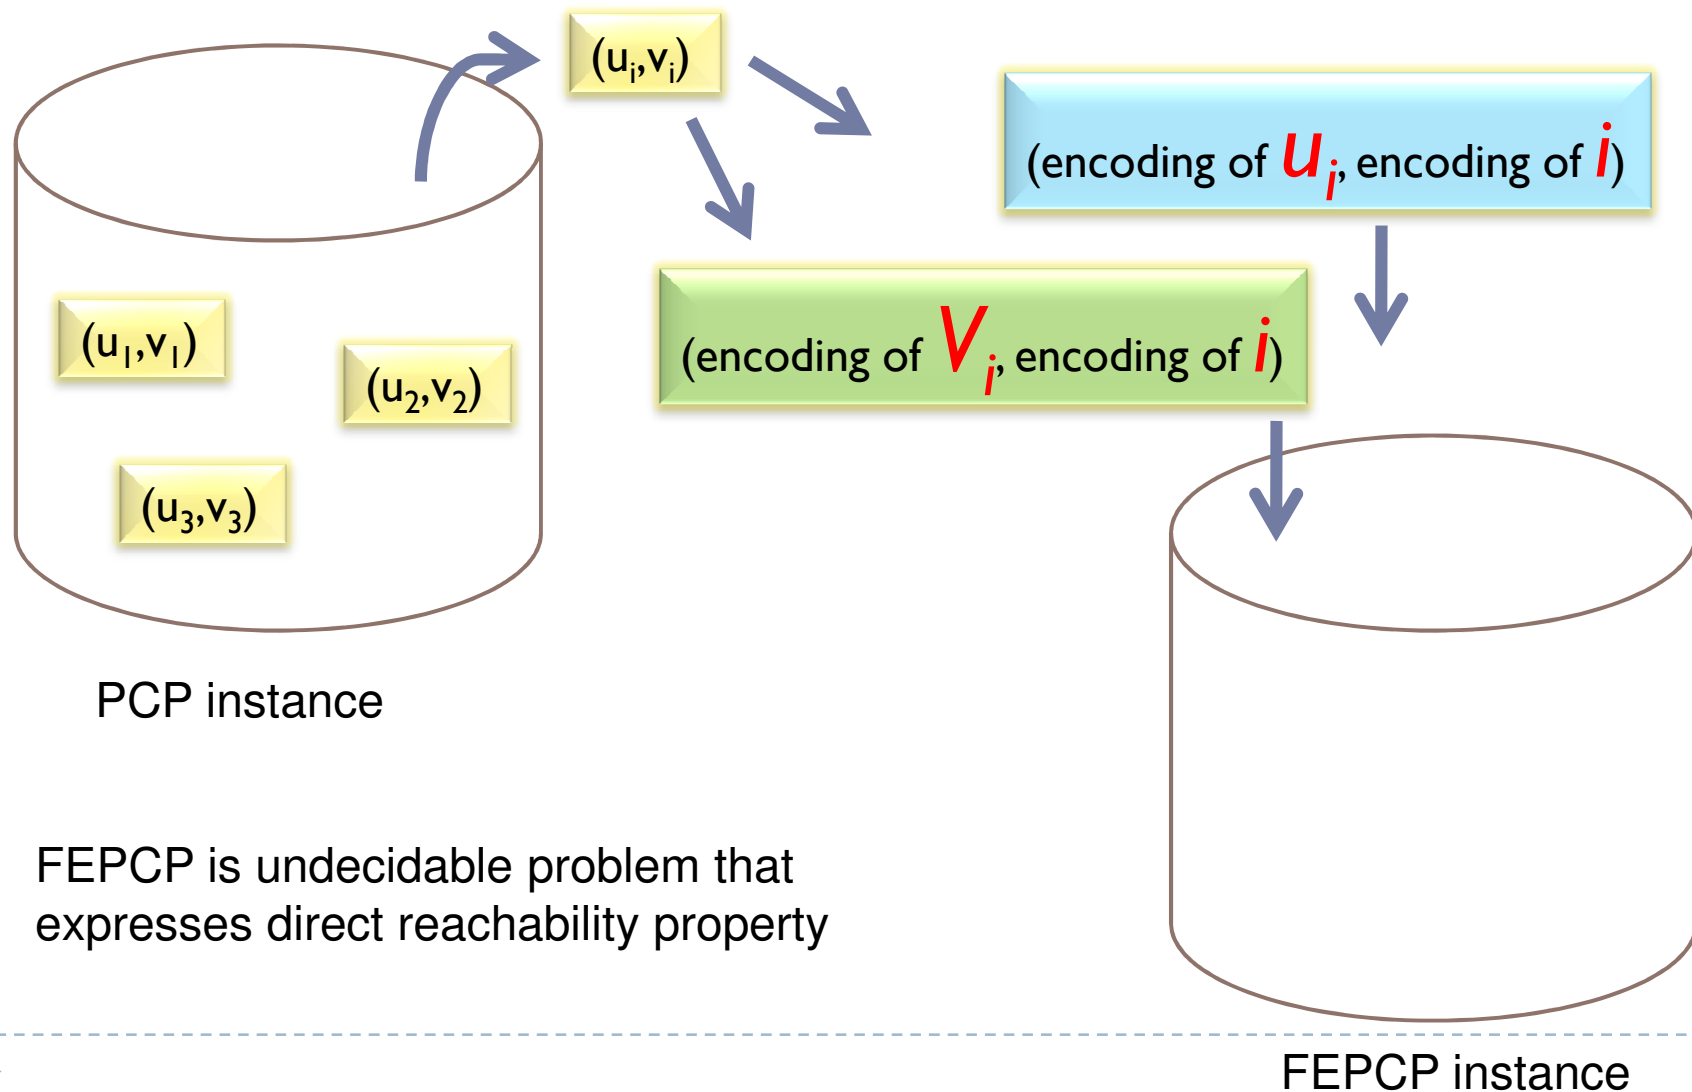 (uᵢ,vᵢ)
(encoding of uᵢ, encoding of i)
(encoding of Vᵢ, encoding of i)
(u₁,v₁)
(u₂,v₂)
(u₃,v₃)
PCP instance
FEPCP is undecidable problem that
expresses direct reachability property
FEPCP instance